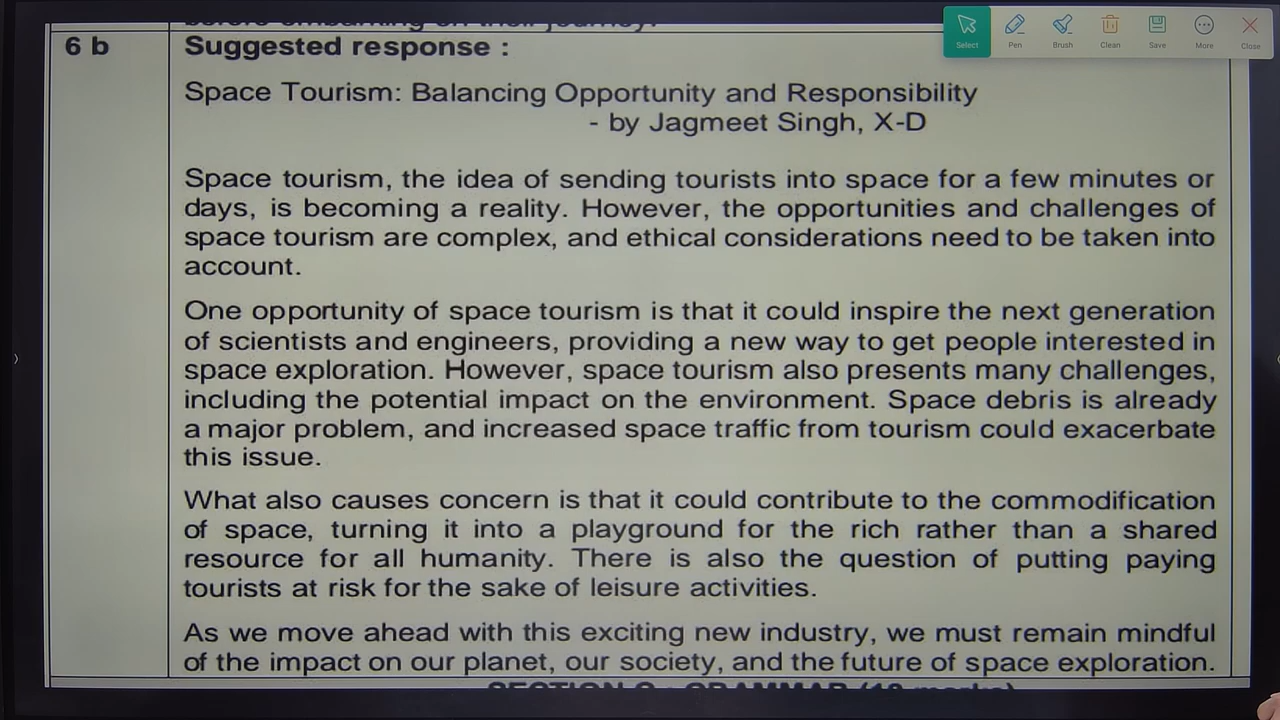 Select Pen Brush Clean Save More Close
6 b Suggested response :
Space Tourism: Balancing Opportunity and Responsibility
- by Jagmeet Singh, X-D
Space tourism, the idea of sending tourists into space for a few minutes or
days, is becoming a reality. However, the opportunities and challenges of
space tourism are complex, and ethical considerations need to be taken into
account.
One opportunity of space tourism is that it could inspire the next generation
of scientists and engineers, providing a new way to get people interested in
space exploration. However, space tourism also presents many challenges,
including the potential impact on the environment. Space debris is already
a major problem, and increased space traffic from tourism could exacerbate
this issue.
What also causes concern is that it could contribute to the commodification
of space, turning it into a playground for the rich rather than a shared
resource for all humanity. There is also the question of putting paying
tourists at risk for the sake of leisure activities.
As we move ahead with this exciting new industry, we must remain mindful
of the impact on our planet, our society, and the future of space exploration.